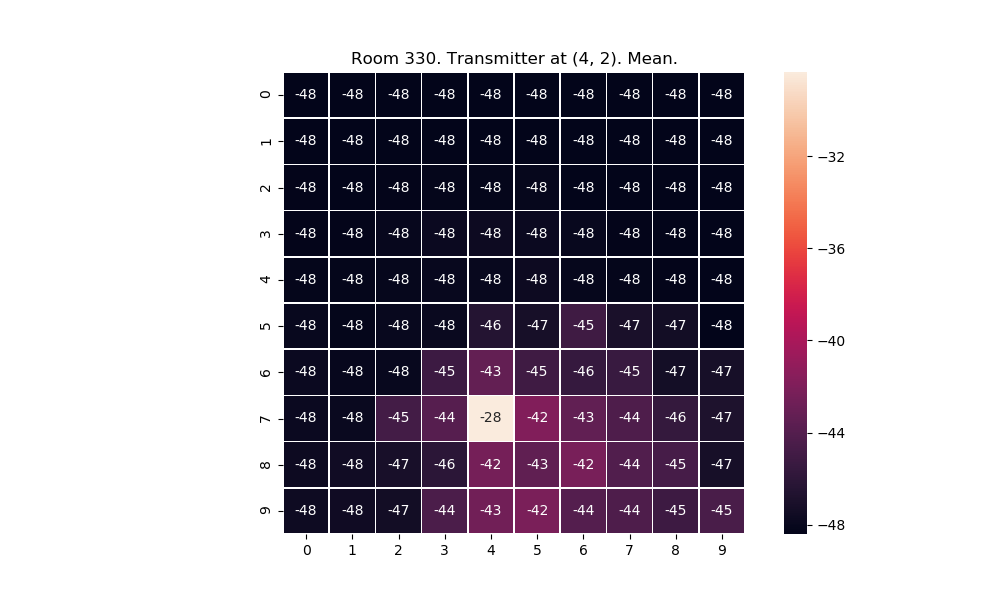 Room 330. Transmitter at (4, 2). Mean.
0 -48 -48 -48 -48 -48 -48 -48 -48 -48 -48
1 -48 -48 -48 -48 -48 -48 -48 -48 -48 -48
−32
2 -48 -48 -48 -48 -48 -48 -48 -48 -48 -48
3 -48 -48 -48 -48 -48 -48 -48 -48 -48 -48
−36
4 -48 -48 -48 -48 -48 -48 -48 -48 -48 -48
5 -48 -48 -48 -48 -46 -47 -45 -47 -47 -48
−40
6 -48 -48 -48 -45 -43 -45 -46 -45 -47 -47
7 -48 -48 -45 -44 -28 -42 -43 -44 -46 -47
−44
8 -48 -48 -47 -46 -42 -43 -42 -44 -45 -47
9 -48 -48 -47 -44 -43 -42 -44 -44 -45 -45
−48
0 1 2 3 4 5 6 7 8 9